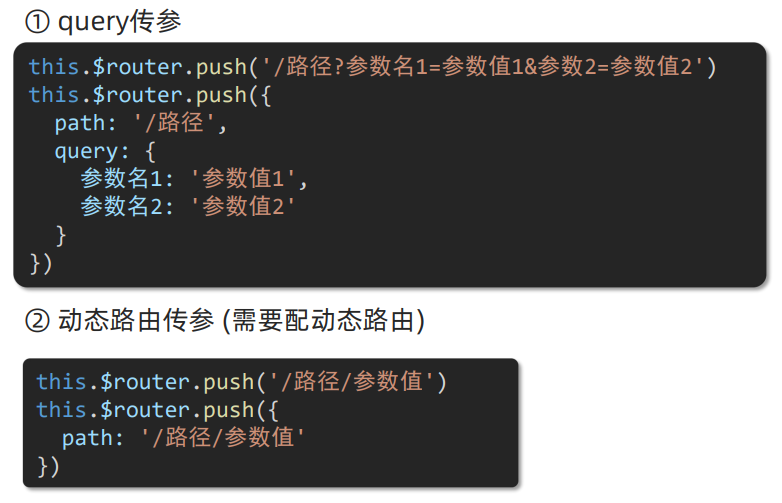 ① query传参
this.$router.push('/路径?参数名1=参数值1&参数2=参数值2')
this.$router.push({
  path: '/路径',
  query: {
    参数名1: '参数值1',
    参数名2: '参数值2'
  }
})
② 动态路由传参 (需要配动态路由)
this.$router.push('/路径/参数值')
this.$router.push({
  path: '/路径/参数值'
})